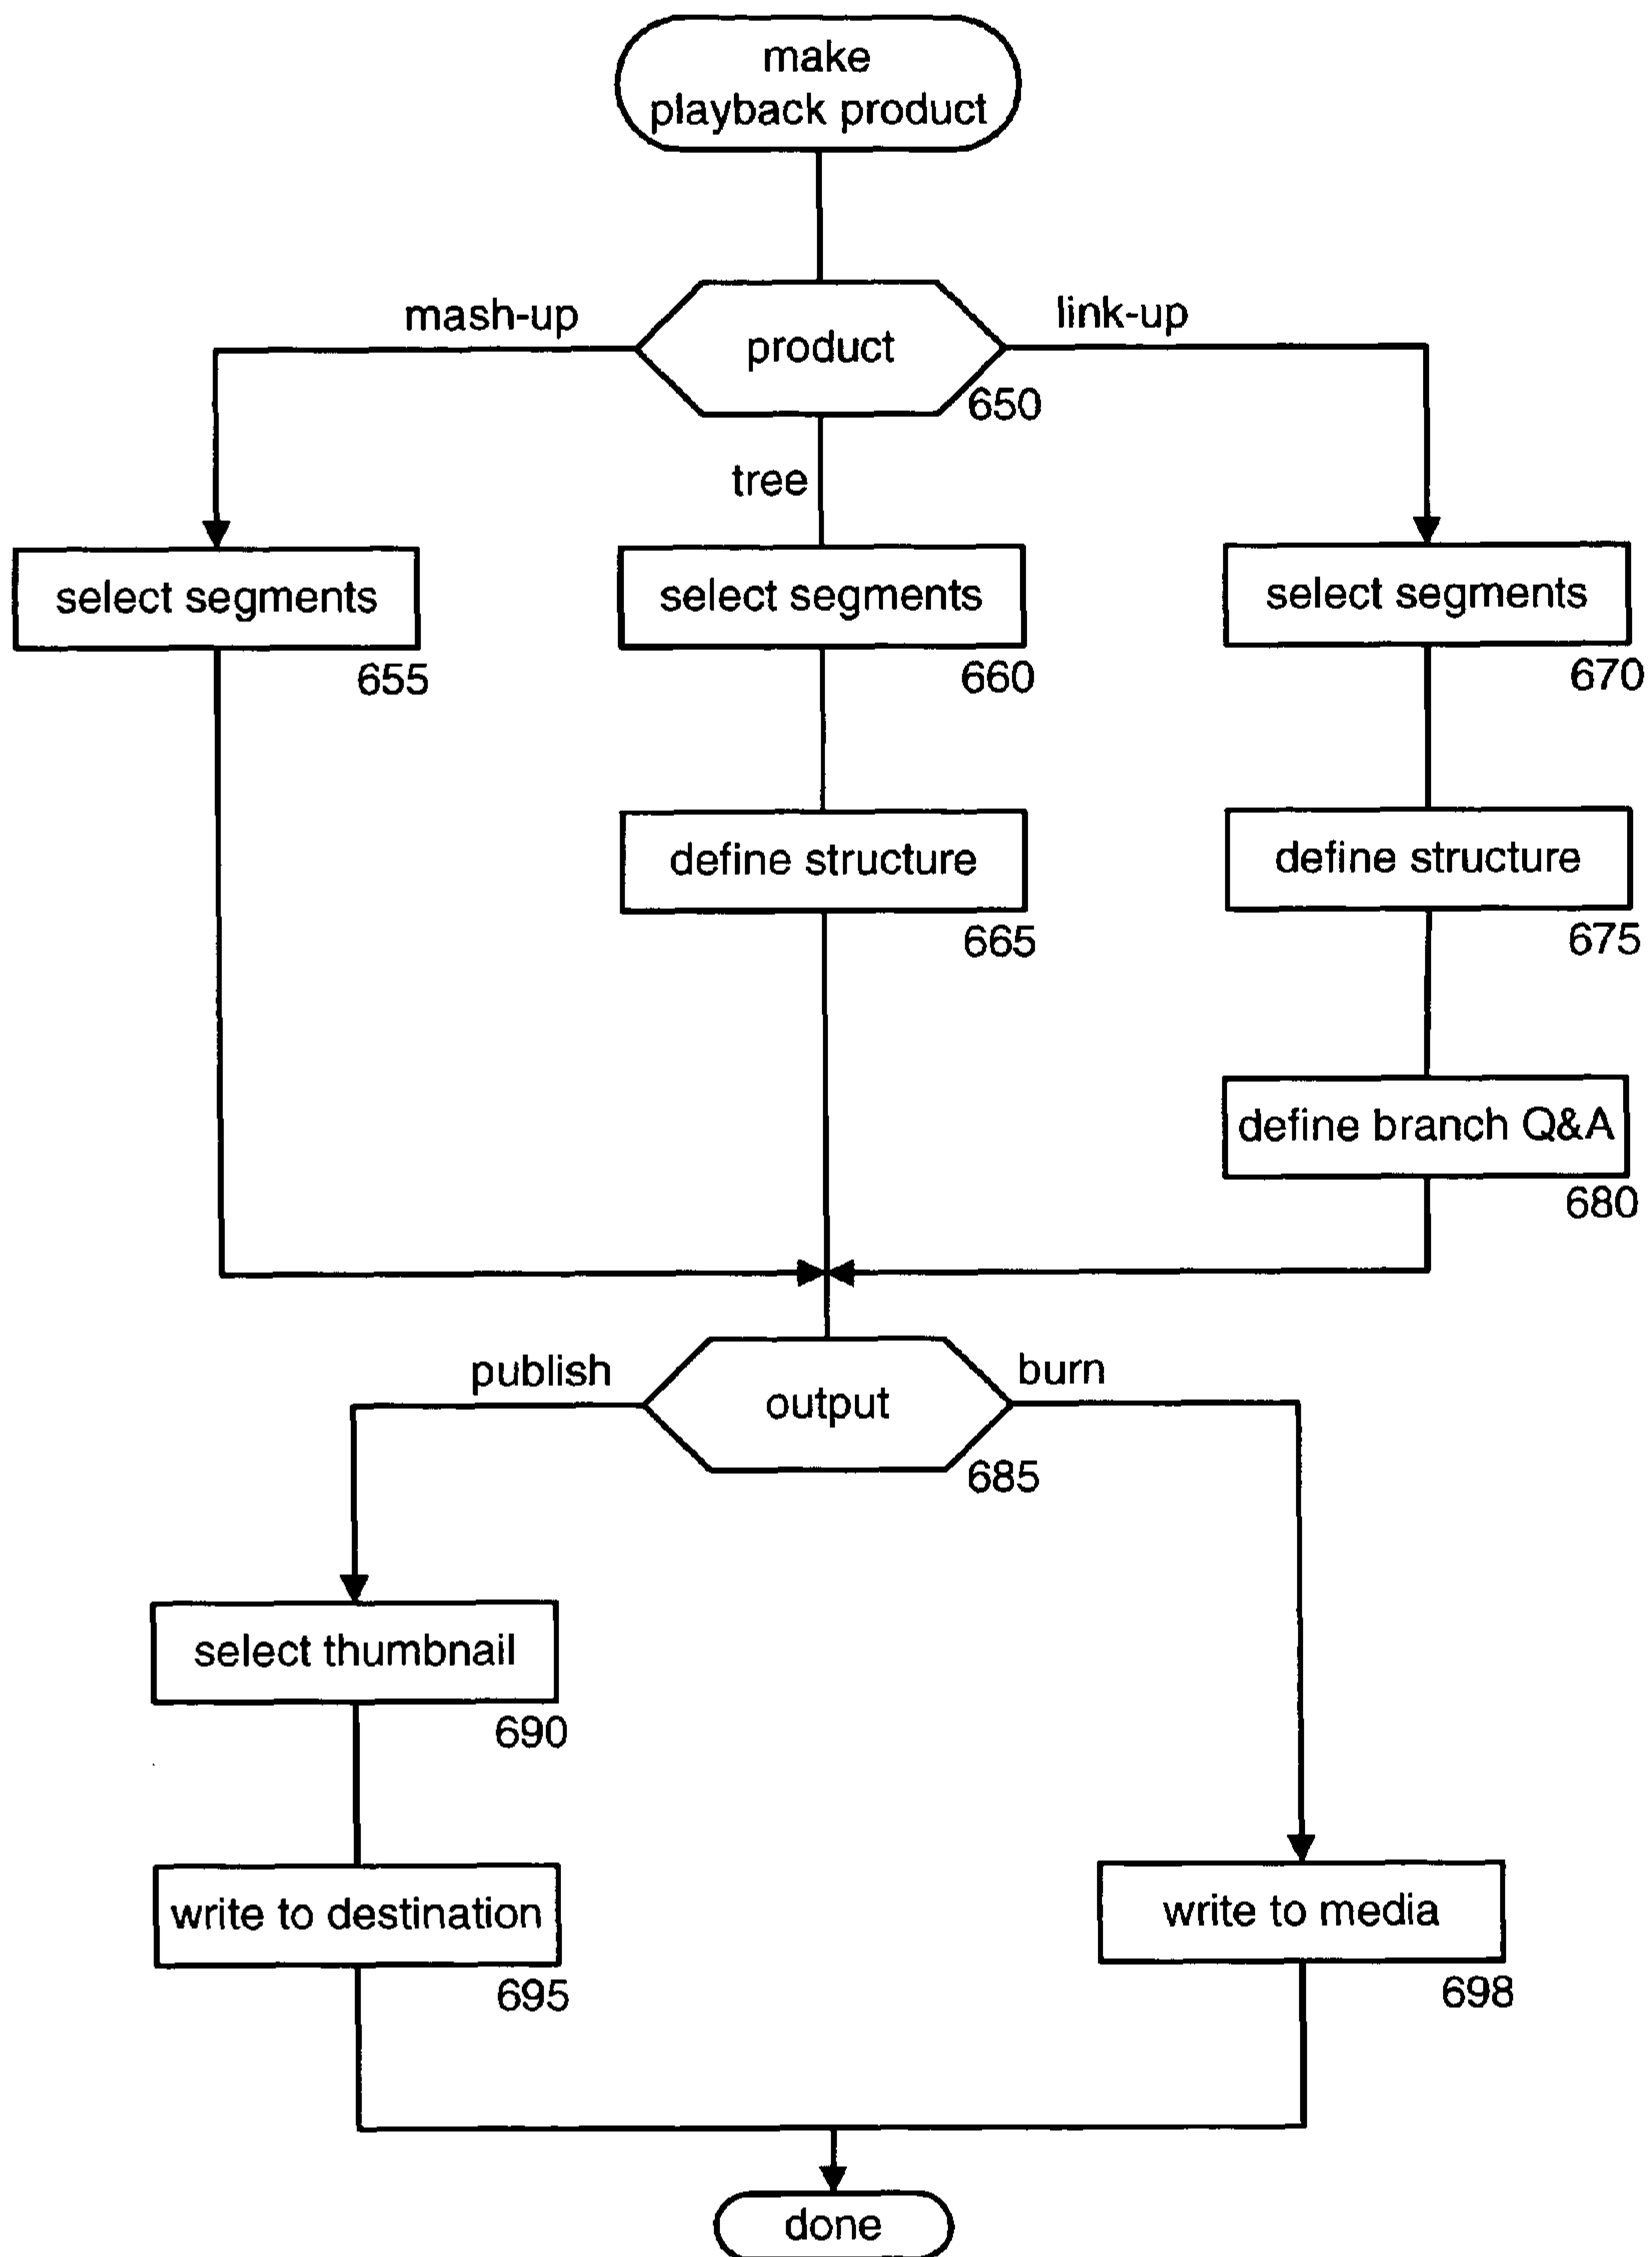 make
playback product
mash-up
link-up
product
650
tree
select segments
655
select segments
660
select segments
670
define structure
665
define structure
675
define branch Q&A
680
publish
burn
output
685
select thumbnail
690
write to destination
695
write to media
698
done